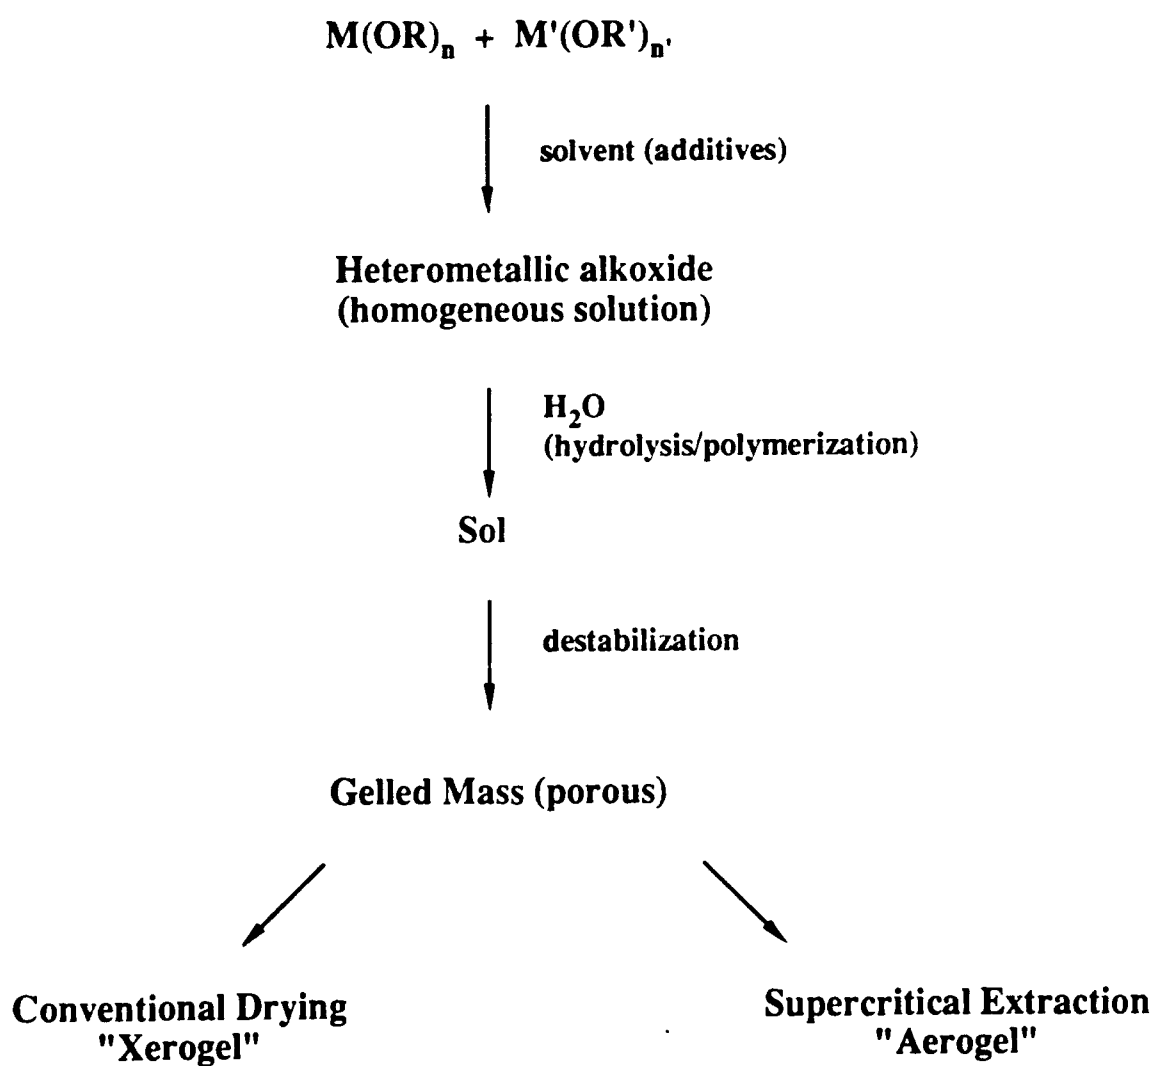 M(OR)n + M'(OR')n'
solvent (additives)
Heterometallic alkoxide
(homogeneous solution)
H2O
(hydrolysis/polymerization)
Sol
destabilization
Gelled Mass (porous)
Conventional Drying
"Xerogel"
Supercritical Extraction
"Aerogel"